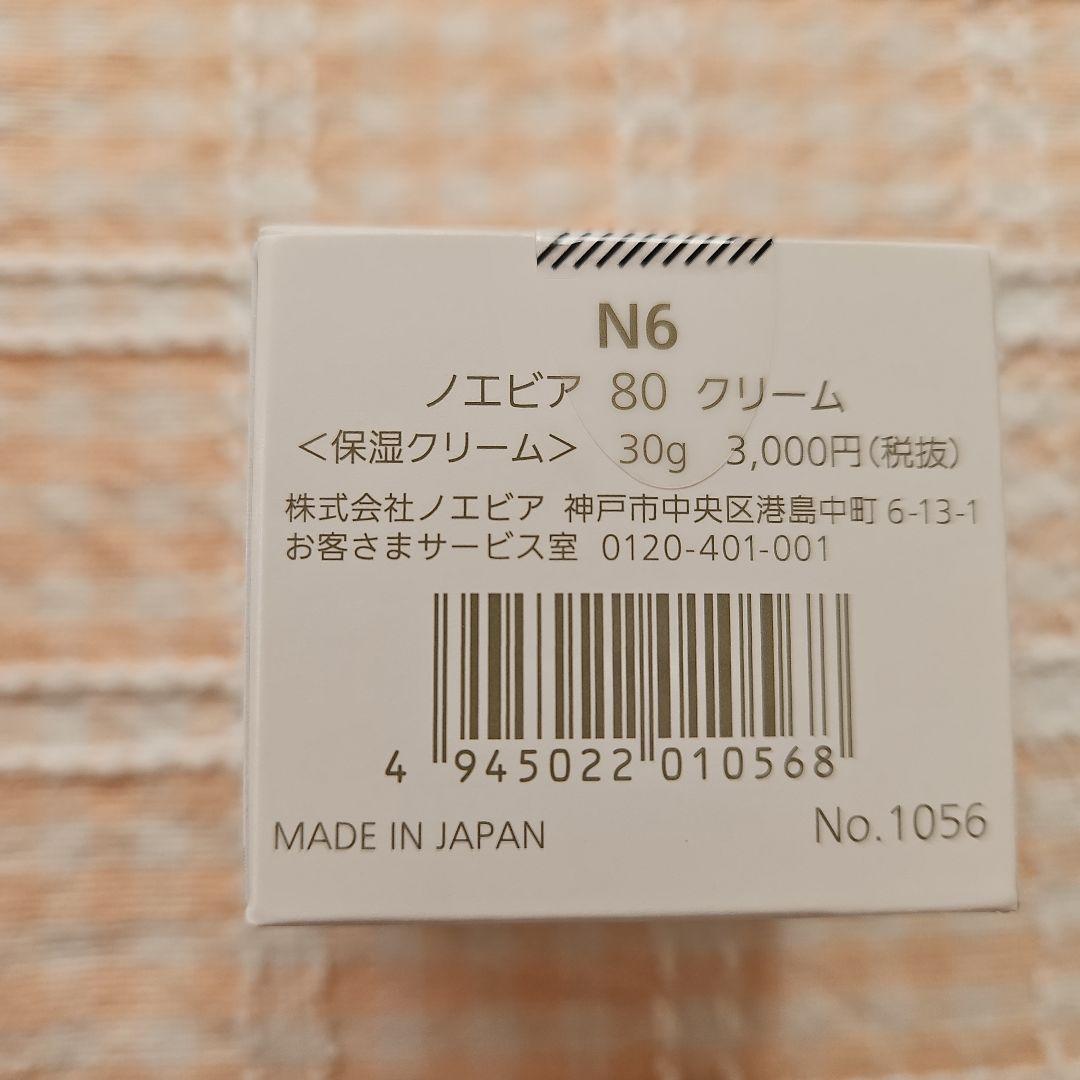 N6
ノエビア 80 クリーム
＜保湿クリーム＞ 30g 3,000円（税抜）
株式会社ノエビア 神戸市中央区港島中町 6-13-1
お客さまサービス室 0120-401-001
4 945022 010568
MADE IN JAPAN No.1056